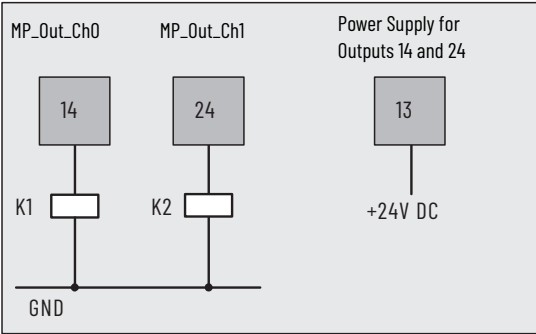 MP_Out_Ch0
MP_Out_Ch1
Power Supply for
Outputs 14 and 24
14
24
13
K1
K2
+24V DC
GND